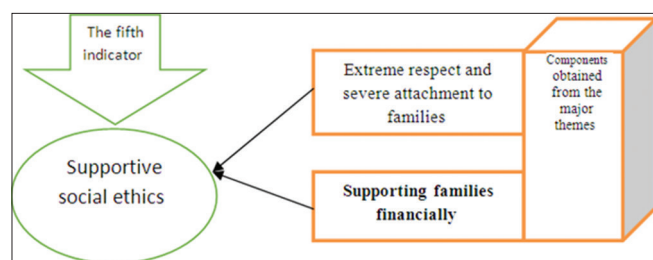 The fifth
indicator
Supportive
social ethics
Extreme respect and
severe attachment to
families
Supporting families
financially
Components
obtained from
the major
themes